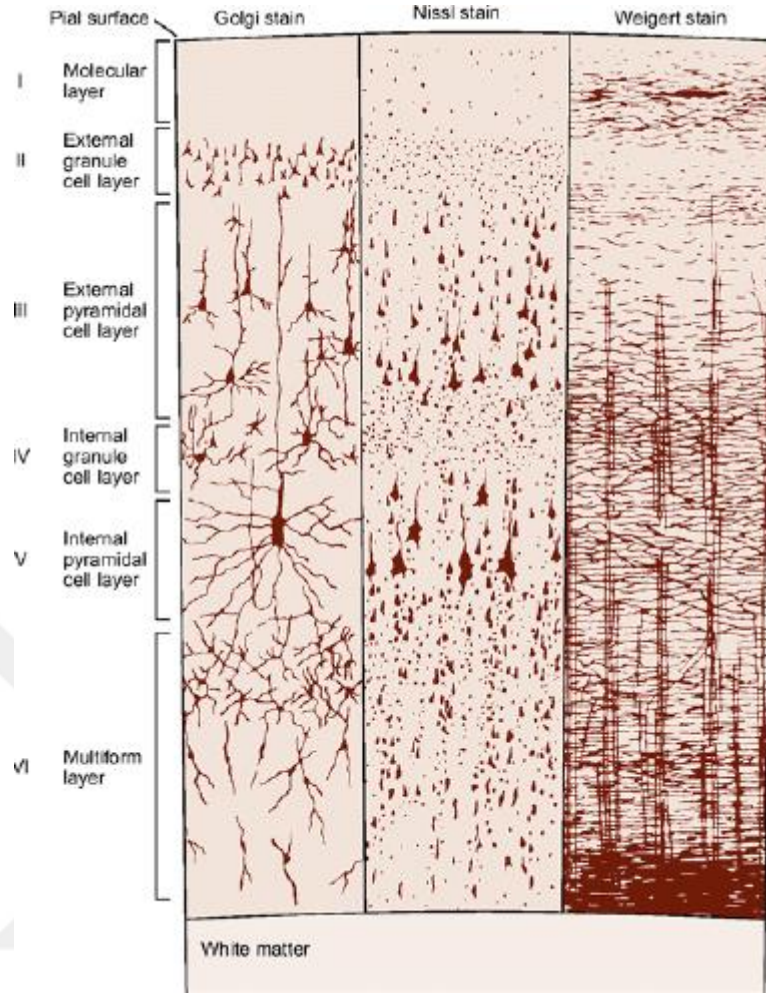 Pial surface
Golgi stain
Nissl stain
Weigert stain
I
Molecular
layer
II
External
granule
cell layer
III
External
pyramidal
cell layer
IV
Internal
granule
cell layer
V
Internal
pyramidal
cell layer
VI
Multiform
layer
White matter